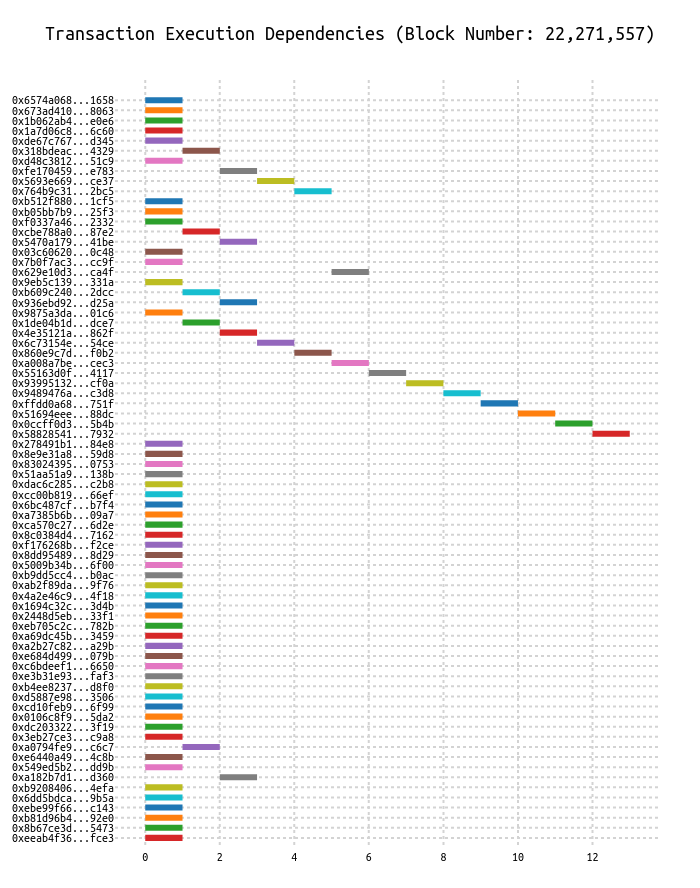 Transaction Execution Dependencies (Block Number: 22,271,557)
0x6574a068...1658
0x673ad410...8063
0x1b062ab4...e0e6
0x1a7d06c8...6c60
0xde67c767...d345
0x318bdeac...4329
0xd48c3812...51c9
0xfe170459...e783
0x5693e669...ce37
0x764b9c31...2bc5
0xb512f880...1cf5
0xb05bb7b9...25f3
0xf0337a46...2332
0xcbe788a0...87e2
0x5470a179...41be
0x03c60620...0c48
0x7b0f7ac3...cc9f
0x629e10d3...ca4f
0x9eb5c139...331a
0xb609c240...2dcc
0x936ebd92...d25a
0x9875a3da...01c6
0x1de04b1d...dce7
0x4e35121a...862f
0x6c73154e...54ce
0x860e9c7d...f0b2
0xa008a7be...cec3
0x55163d0f...4117
0x93995132...cf0a
0x9489476a...c3d8
0xffdd0a68...751f
0x51694eee...88dc
0x0ccff0d3...5b4b
0x58828541...7932
0x278491b1...84e8
0x8e9e31a8...59d8
0x83024395...0753
0x51aa51a9...138b
0xdac6c285...c2b8
0xcc00b819...66ef
0x6bc487cf...b7f4
0xa7385b6b...09a7
0xca570c27...6d2e
0x8c0384d4...7162
0xf176268b...f2ce
0x8dd95489...8d29
0x5009b34b...6f00
0xb9dd5cc4...b0ac
0xab2f89da...9f76
0x4a2e46c9...4f18
0x1694c32c...3d4b
0x2448d5eb...33f1
0xeb705c2c...782b
0xa69dc45b...3459
0xa2b27c82...a29b
0xe684d499...079b
0xc6bdeef1...6650
0xe3b31e93...faf3
0xb4ee8237...d8f0
0xd5887e98...3506
0xcd10feb9...6f99
0x0106c8f9...5da2
0xdc203322...3f19
0x3eb27ce3...c9a8
0xa0794fe9...c6c7
0xe6440a49...4c8b
0x549ed5b2...dd9b
0xa182b7d1...d360
0xb9208406...4efa
0x6dd5bdca...9b5a
0xebe99f66...c143
0xb81d96b4...92e0
0x8b67ce3d...5473
0xeeab4f36...fce3
0 2 4 6 8 10 12